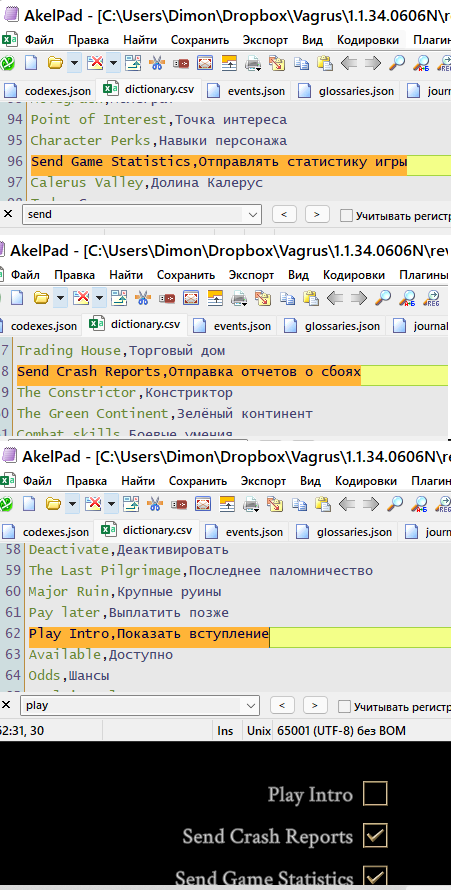 AkelPad - [C:\Users\Dimon\Dropbox\Vagrus\1.1.34.0606N\re
Файл Правка Найти Сохранить Экспорт Вид Кодировки Плагины
codexes.json dictionary.csv events.json glossaries.json journ
94 Point of Interest,Точка интереса
95 Character Perks,Навыки персонажа
96 Send Game Statistics,Отправлять статистику игры
97 Calerus Valley,Долина Калерус
send < > Учитывать регистр
AkelPad - [C:\Users\Dimon\Dropbox\Vagrus\1.1.34.0606N\rev
Файл Правка Найти Сохранить Экспорт Вид Кодировки Плагины
codexes.json dictionary.csv events.json glossaries.json journal
7 Trading House,Торговый дом
8 Send Crash Reports,Отправка отчетов о сбоях
9 The Constrictor,Констриктор
0 The Green Continent,Зелёный континент
Combat skills,Боевые умения
AkelPad - [C:\Users\Dimon\Dropbox\Vagrus\1.1.34.0606N\re
Файл Правка Найти Сохранить Экспорт Вид Кодировки Плагин
codexes.json dictionary.csv events.json glossaries.json journ
58 Deactivate,Деактивировать
59 The Last Pilgrimage,Последнее паломничество
60 Major Ruin,Крупные руины
61 Pay later,Выплатить позже
62 Play Intro,Показать вступление
63 Available,Доступно
64 Odds,Шансы
play < > Учитывать регистр
52:31, 30 Ins Unix 65001 (UTF-8) без BOM
Play Intro
Send Crash Reports
Send Game Statistics